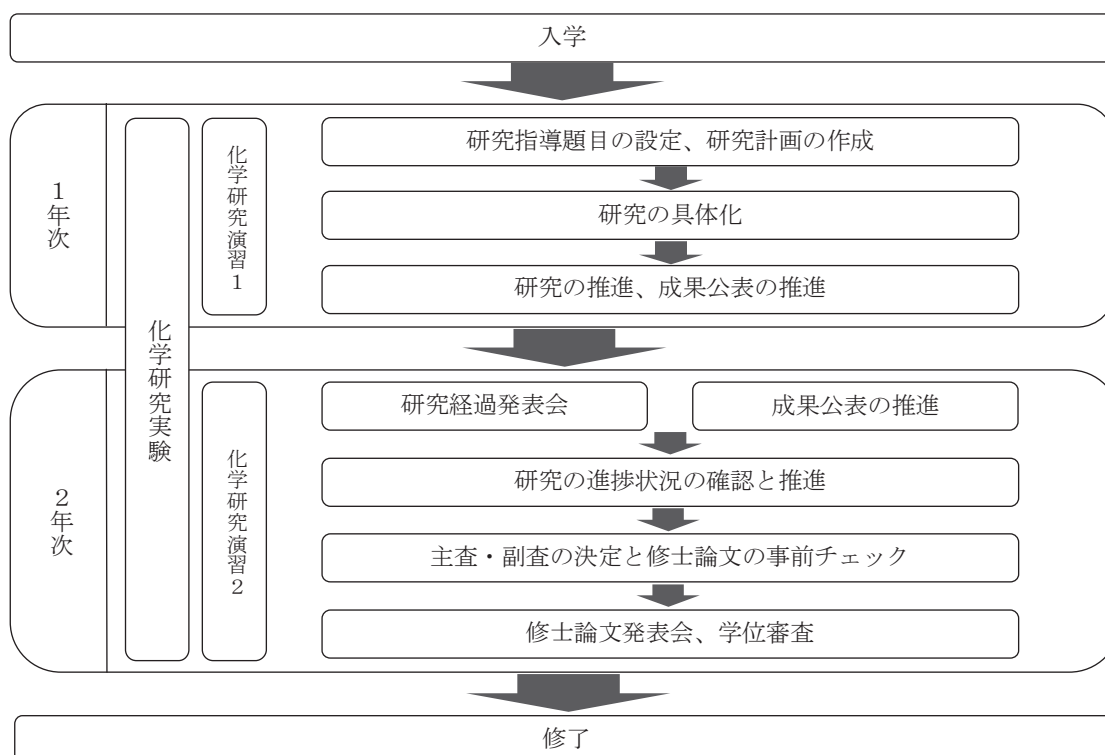 入学
1年次
化学研究実験
化学研究演習1
研究指導題目の設定、研究計画の作成
研究の具体化
研究の推進、成果公表の推進
2年次
化学研究演習2
研究経過発表会
成果公表の推進
研究の進捗状況の確認と推進
主査・副査の決定と修士論文の事前チェック
修士論文発表会、学位審査
修了